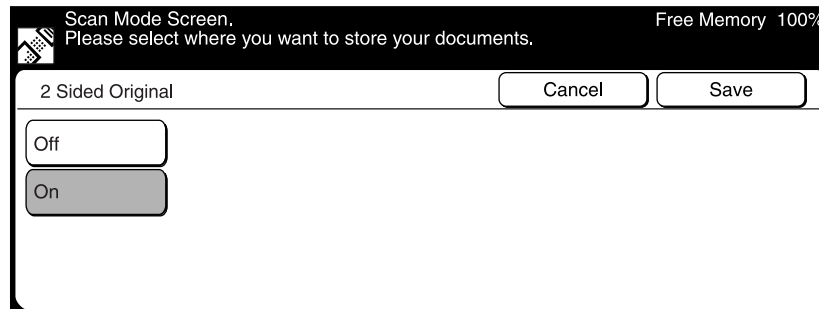 Scan Mode Screen.
Free Memory 100%
Please select where you want to store your documents.
2 Sided Original
Cancel
Save
Off
On